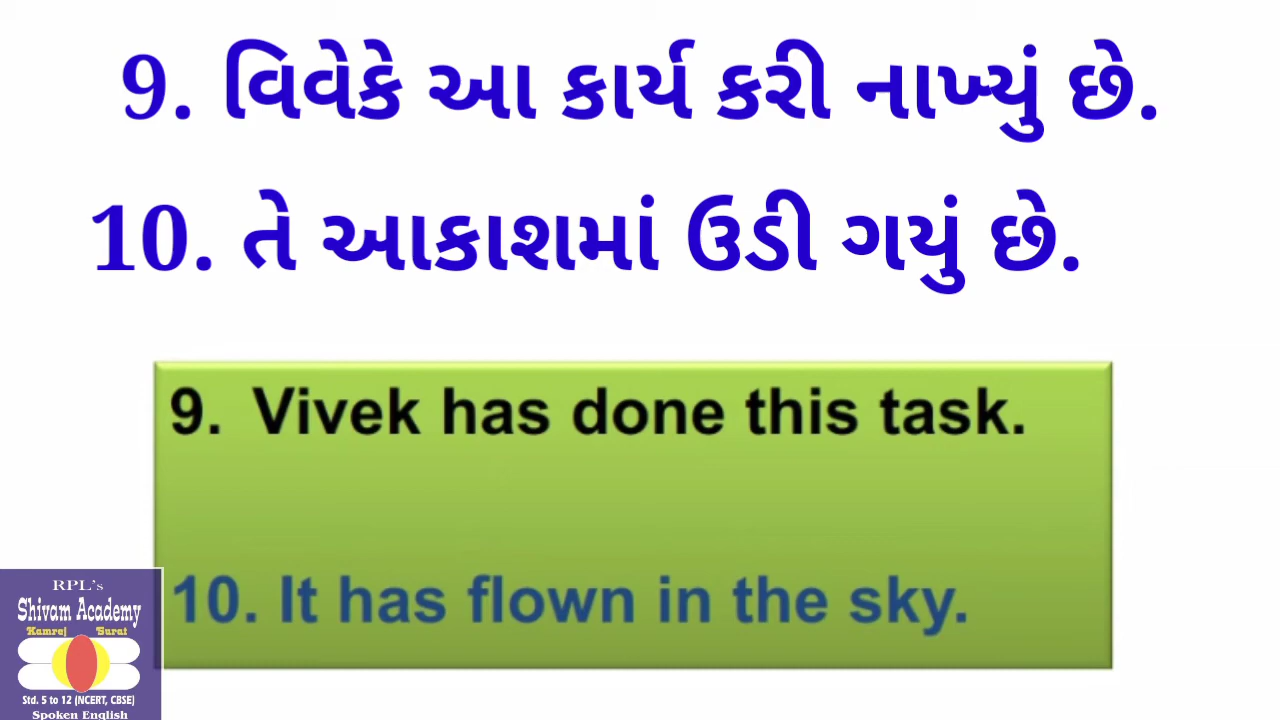 9. વિવેકે આ કાર્ય કરી નાખ્યું છે.
10. તે આકાશમાં ઉડી ગયું છે.
9. Vivek has done this task.
10. It has flown in the sky.
RPL's
Shivam Academy
Kamrej Surat
Std. 5 to 12 (NCERT, CBSE)
Spoken English